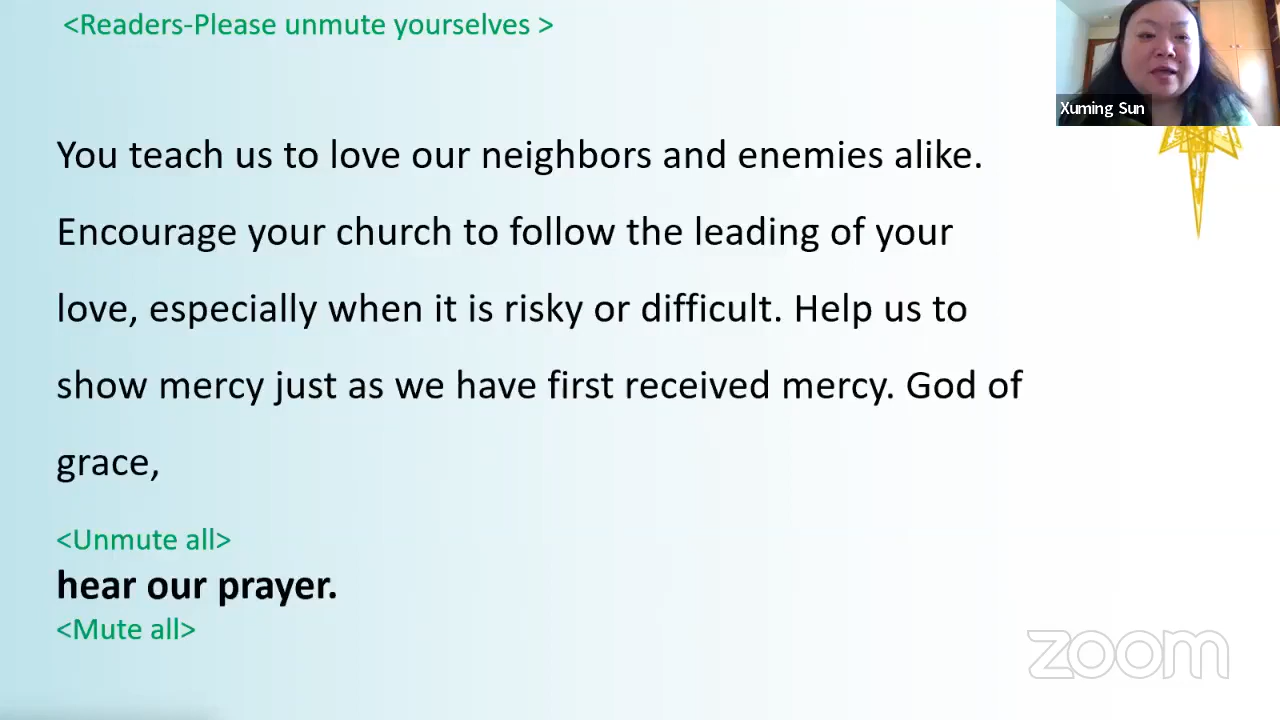 <Readers-Please unmute yourselves >
Xuming Sun
You teach us to love our neighbors and enemies alike.
Encourage your church to follow the leading of your
love, especially when it is risky or difficult. Help us to
show mercy just as we have first received mercy. God of
grace,
<Unmute all>
hear our prayer.
<Mute all>
zoom